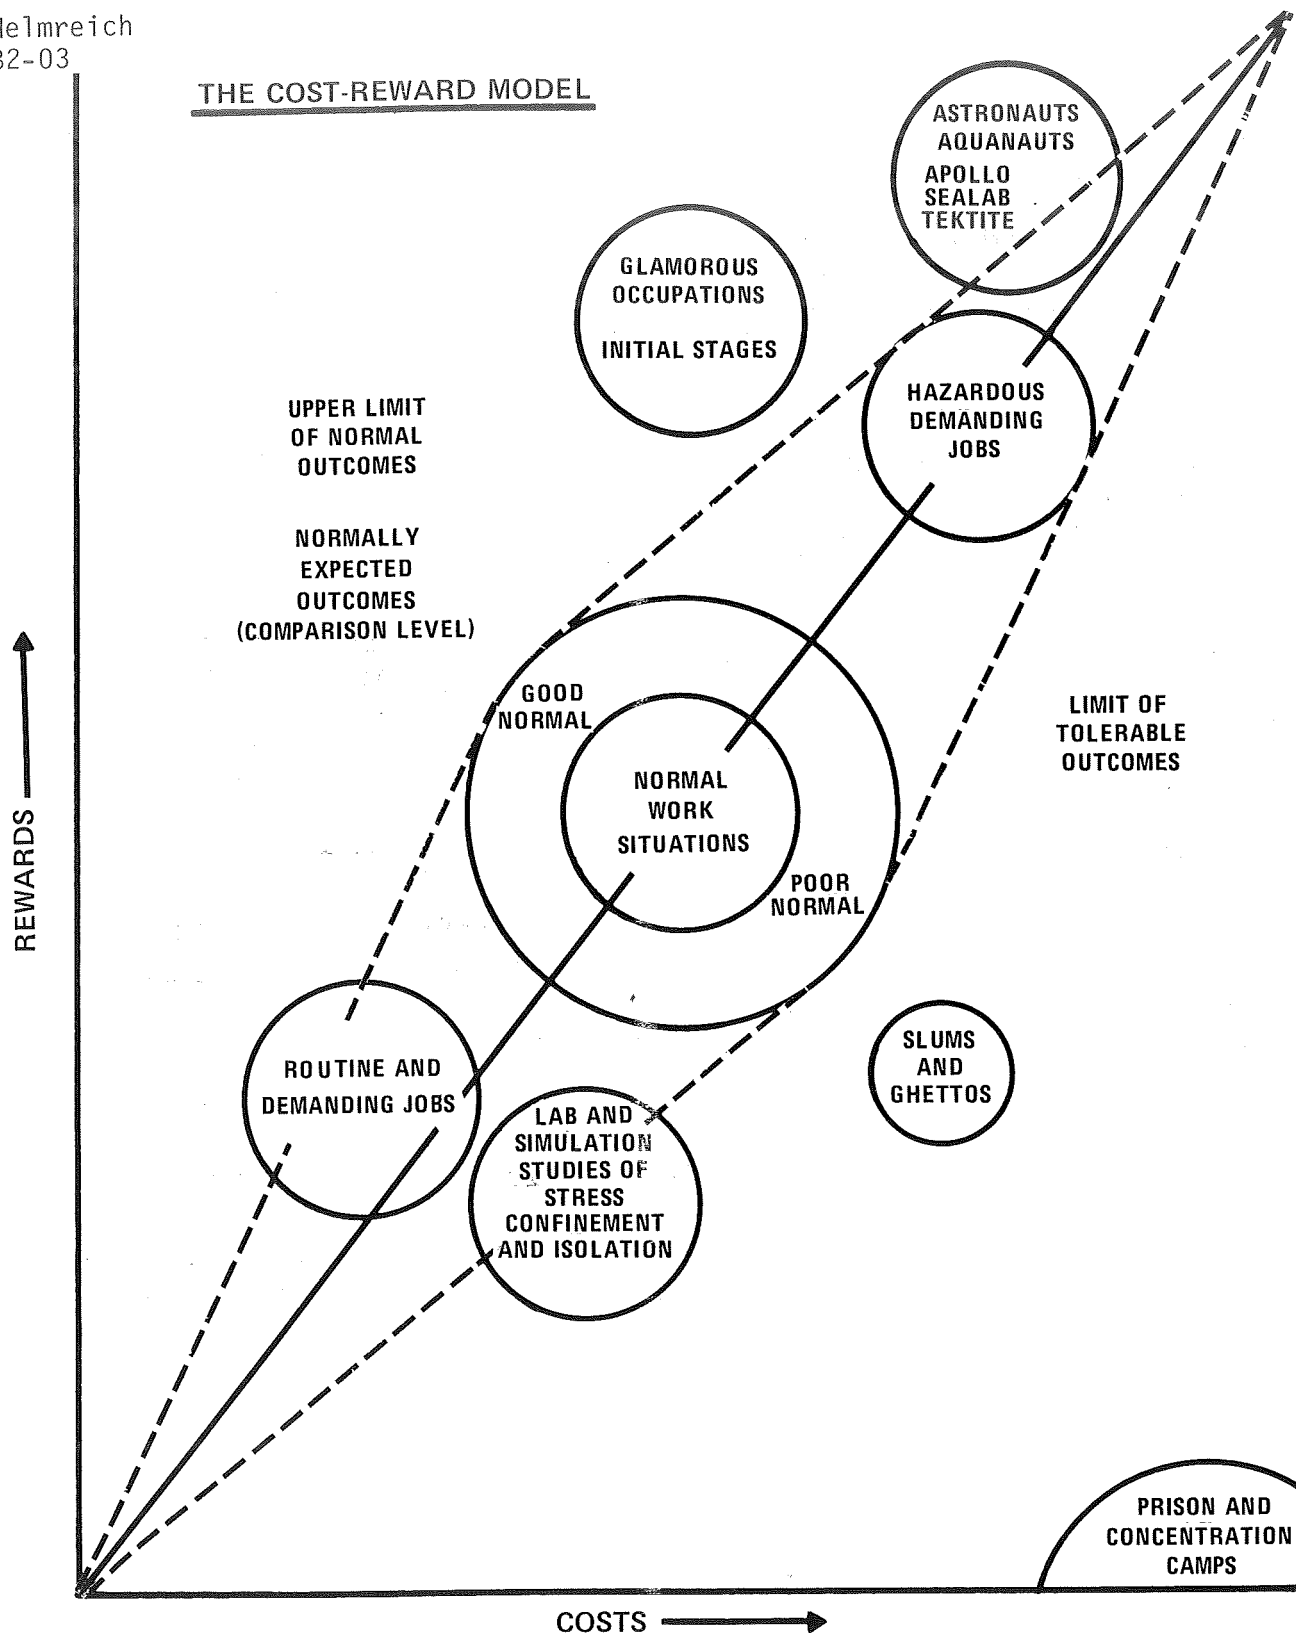 Helmreich
82-03
THE COST-REWARD MODEL
ASTRONAUTS
AQUANAUTS
APOLLO
SEALAB
TEKTITE
GLAMOROUS
OCCUPATIONS
INITIAL STAGES
HAZARDOUS
DEMANDING
JOBS
UPPER LIMIT
OF NORMAL
OUTCOMES
NORMALLY
EXPECTED
OUTCOMES
(COMPARISON LEVEL)
GOOD
NORMAL
NORMAL
WORK
SITUATIONS
POOR
NORMAL
LIMIT OF
TOLERABLE
OUTCOMES
REWARDS
ROUTINE AND
DEMANDING JOBS
LAB AND
SIMULATION
STUDIES OF
STRESS
CONFINEMENT
AND ISOLATION
SLUMS
AND
GHETTOS
PRISON AND
CONCENTRATION
CAMPS
COSTS